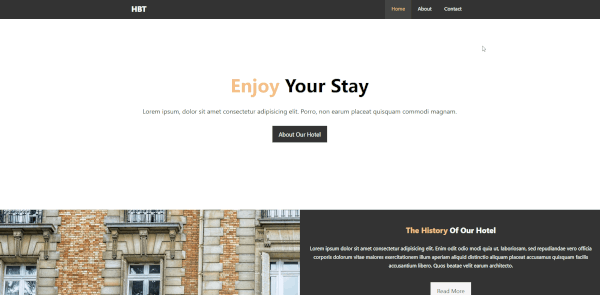 HBT
Home About Contact
Enjoy Your Stay
Lorem ipsum, dolor sit amet consectetur adipisicing elit. Porro, non earum placeat quisquam commodi magnam.
About Our Hotel
The History Of Our Hotel
Lorem ipsum dolor sit amet consectetur adipisicing elit. Enim odit odio modi quia ut, laboriosam, sed repudiandae vero officia
corporis dolorum vitae maiores exercitationem illum aperiam aliquid distinctio aliquam placeat accusamus quisquam facilis
accusantium libero. Quos beatae velit earum architecto.
Read More